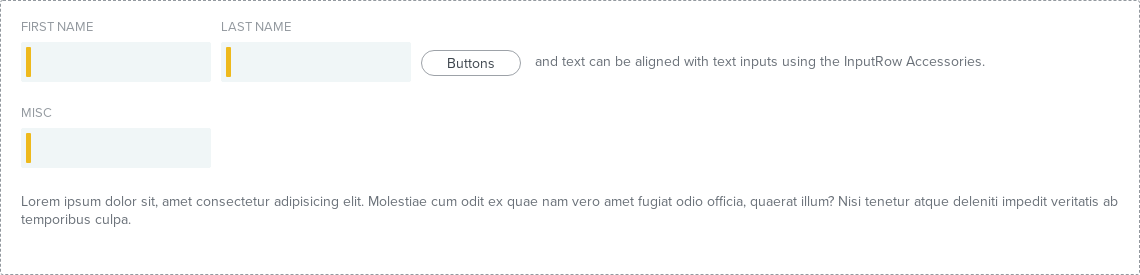 FIRST NAME LAST NAME
Buttons and text can be aligned with text inputs using the InputRow Accessories.
MISC
Lorem ipsum dolor sit, amet consectetur adipisicing elit. Molestiae cum odit ex quae nam vero amet fugiat odio officia, quaerat illum? Nisi tenetur atque deleniti impedit veritatis ab
temporibus culpa.